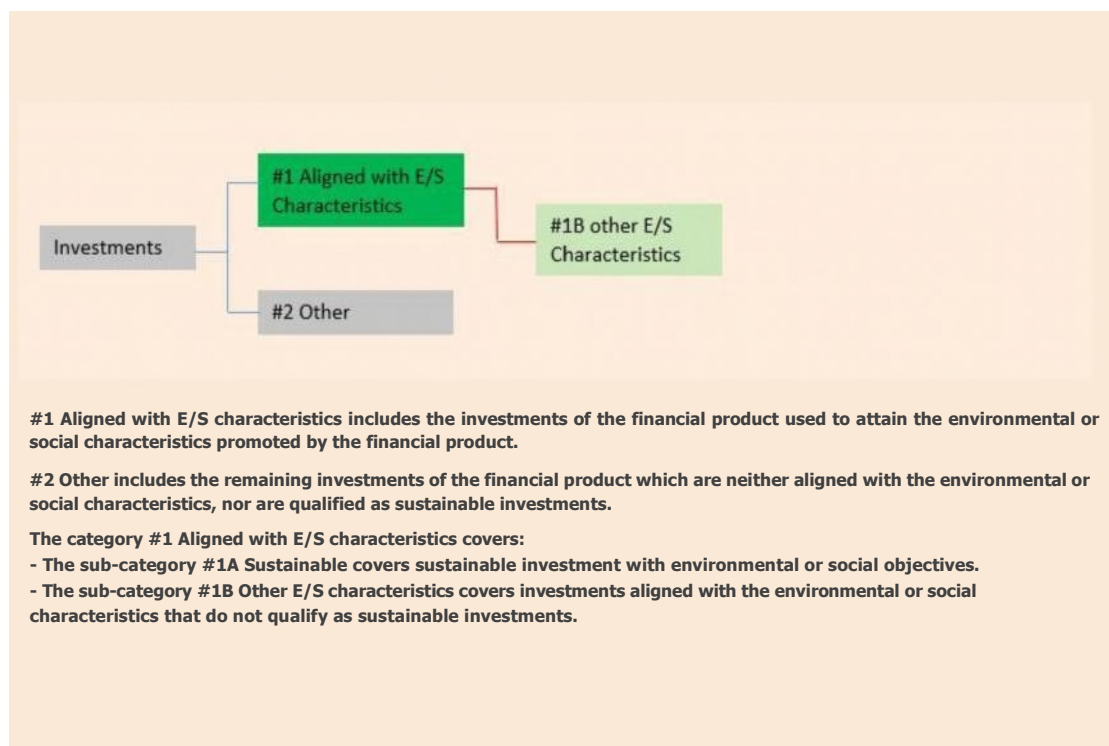 #1 Aligned with E/S
Characteristics
#1B other E/S
Characteristics
Investments
#2 Other
#1 Aligned with E/S characteristics includes the investments of the financial product used to attain the environmental or
social characteristics promoted by the financial product.
#2 Other includes the remaining investments of the financial product which are neither aligned with the environmental or
social characteristics, nor are qualified as sustainable investments.
The category #1 Aligned with E/S characteristics covers:
- The sub-category #1A Sustainable covers sustainable investment with environmental or social objectives.
- The sub-category #1B Other E/S characteristics covers investments aligned with the environmental or social
characteristics that do not qualify as sustainable investments.